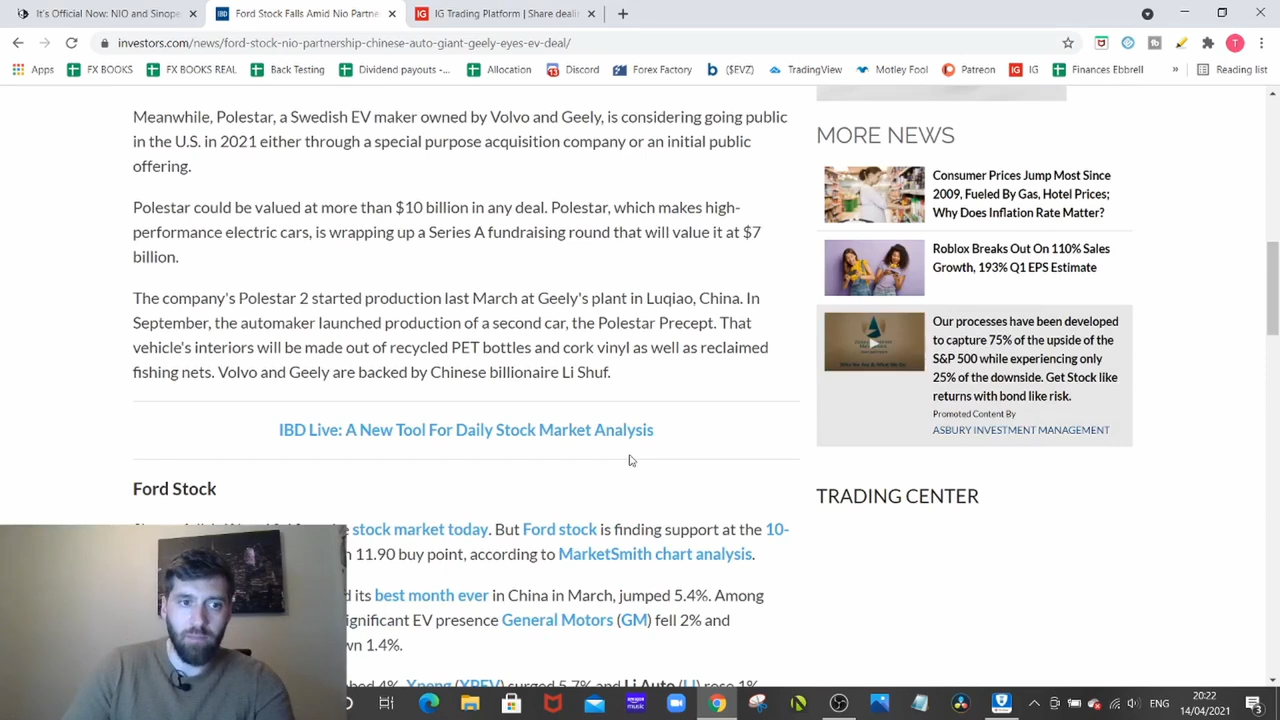 It's Official Now: NIO and Sinope
Ford Stock Falls Amid Nio Partne
IG Trading Platform | Share deali
investors.com/news/ford-stock-nio-partnership-chinese-auto-giant-geely-eyes-ev-deal/
Apps
FX BOOKS
FX BOOKS REAL
Back Testing
Dividend payouts -...
Allocation
Discord
Forex Factory
($EVZ)
TradingView
Motley Fool
Patreon
IG
Finances Ebbrell
»
Reading list
Meanwhile, Polestar, a Swedish EV maker owned by Volvo and Geely, is considering going public
in the U.S. in 2021 either through a special purpose acquisition company or an initial public
offering.
Polestar could be valued at more than $10 billion in any deal. Polestar, which makes high-
performance electric cars, is wrapping up a Series A fundraising round that will value it at $7
billion.
The company's Polestar 2 started production last March at Geely's plant in Luqiao, China. In
September, the automaker launched production of a second car, the Polestar Precept. That
vehicle's interiors will be made out of recycled PET bottles and cork vinyl as well as reclaimed
fishing nets. Volvo and Geely are backed by Chinese billionaire Li Shuf.
IBD Live: A New Tool For Daily Stock Market Analysis
Ford Stock
stock market today. But Ford stock is finding support at the 10-
11.90 buy point, according to MarketSmith chart analysis.
its best month ever in China in March, jumped 5.4%. Among
ignificant EV presence General Motors (GM) fell 2% and
wn 1.4%.
bed 4%. Xpeng (XPEV) surged 5.7% and Li Auto (LI) rose 1%
MORE NEWS
Consumer Prices Jump Most Since
2009, Fueled By Gas, Hotel Prices;
Why Does Inflation Rate Matter?
Roblox Breaks Out On 110% Sales
Growth, 193% Q1 EPS Estimate
Our processes have been developed
to capture 75% of the upside of the
S&P 500 while experiencing only
25% of the downside. Get Stock like
returns with bond like risk.
Promoted Content By
ASBURY INVESTMENT MANAGEMENT
TRADING CENTER
ENG
20:22
14/04/2021